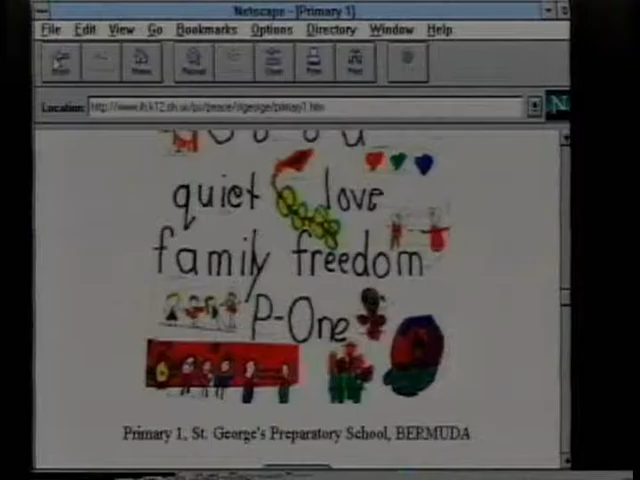 Netscape - [Primary 1]
File Edit View Go Bookmarks Options Directory Window Help
Location:
quiet love
family freedom
P-One
Primary 1, St. George's Preparatory School, BERMUDA